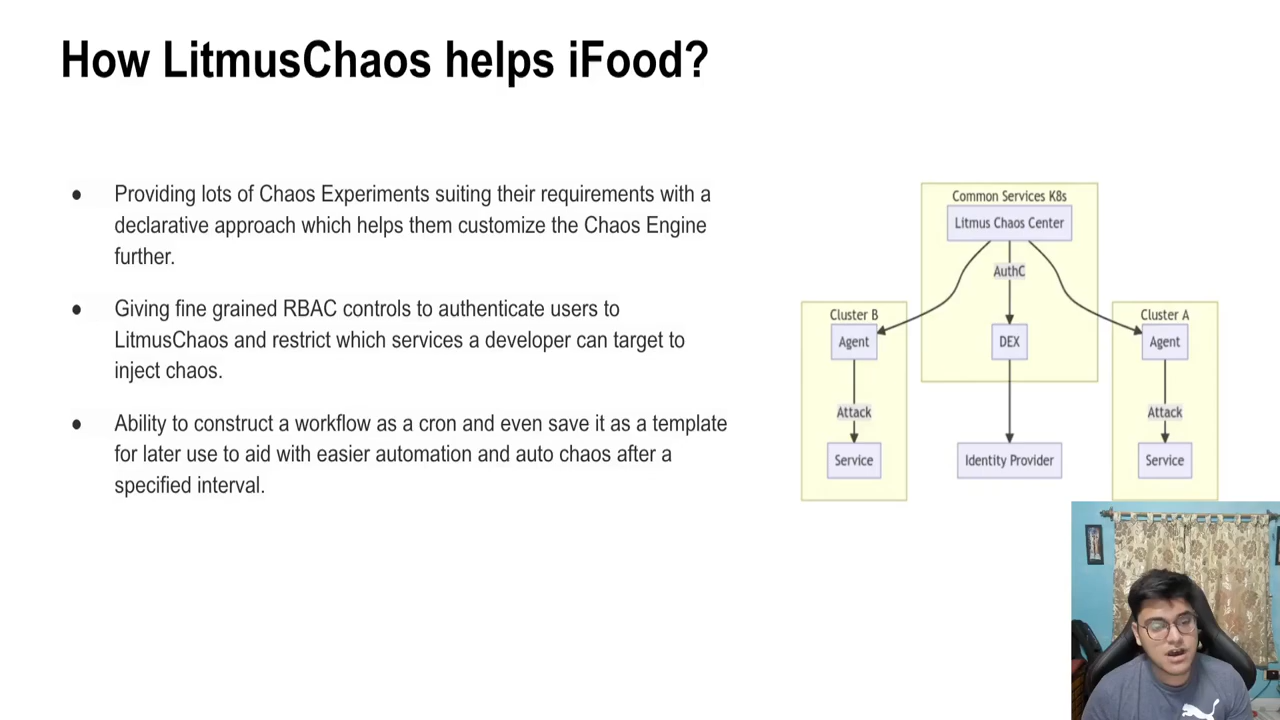 How LitmusChaos helps iFood?
● Providing lots of Chaos Experiments suiting their requirements with a
declarative approach which helps them customize the Chaos Engine
further.
● Giving fine grained RBAC controls to authenticate users to
LitmusChaos and restrict which services a developer can target to
inject chaos.
● Ability to construct a workflow as a cron and even save it as a template
for later use to aid with easier automation and auto chaos after a
specified interval.
Common Services K8s
Litmus Chaos Center
AuthC
Cluster B
Cluster A
Agent
DEX
Agent
Attack
Attack
Service
Identity Provider
Service